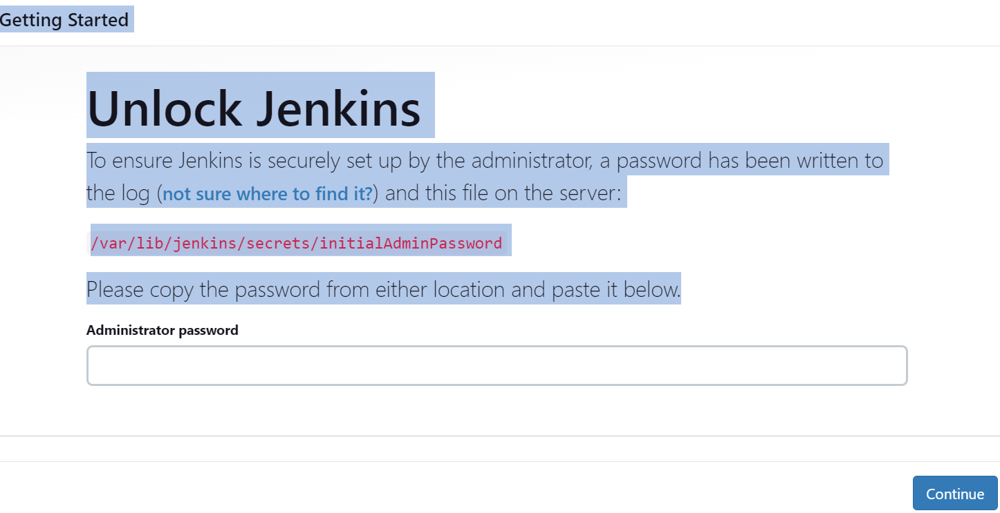 Getting Started
Unlock Jenkins
To ensure Jenkins is securely set up by the administrator, a password has been written to
the log (not sure where to find it?) and this file on the server:
/var/lib/jenkins/secrets/initialAdminPassword
Please copy the password from either location and paste it below.
Administrator password
Continue